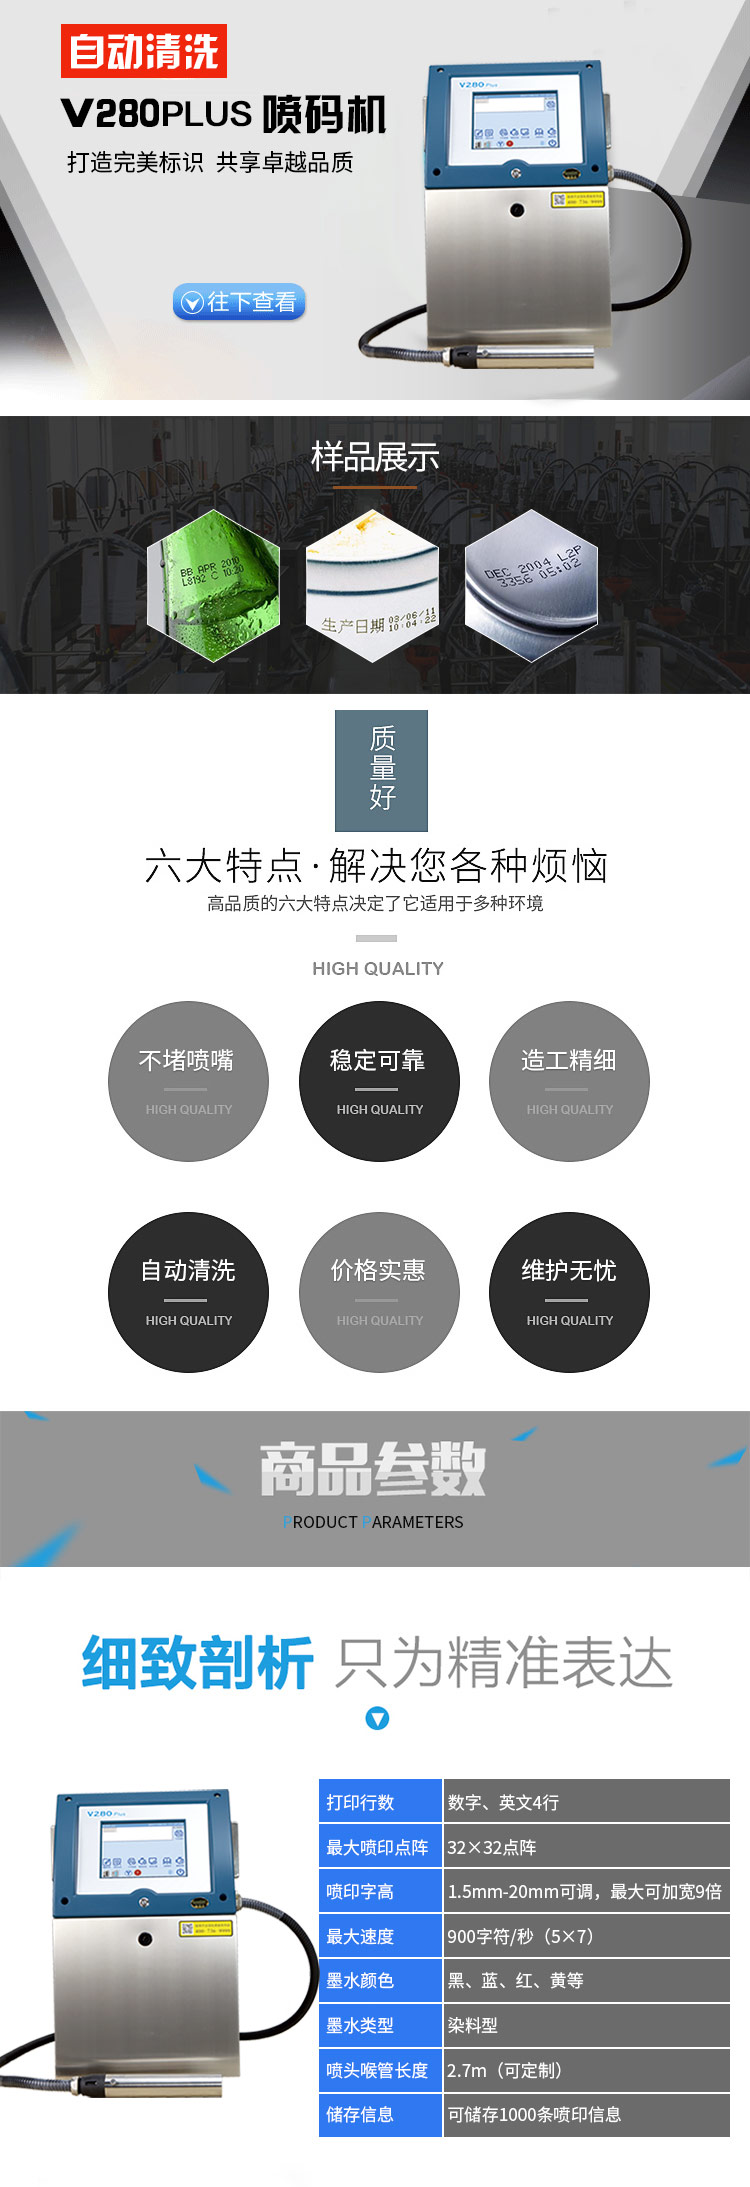 自动清洗
V280PLUS 喷码机
打造完美标识 共享卓越品质
V280 Plus
往下查看
样品展示
BB APR 2010
L8192 C 10:20
生产日期 03/06/11
10:04:22
DEC 2004 L2P
3356 05:02
质量好
六大特点·解决您各种烦恼
高品质的六大特点决定了它适用于多种环境
HIGH QUALITY
不堵喷嘴
HIGH QUALITY
稳定可靠
HIGH QUALITY
造工精细
HIGH QUALITY
自动清洗
HIGH QUALITY
价格实惠
HIGH QUALITY
维护无忧
HIGH QUALITY
商品参数
PRODUCT PARAMETERS
细致剖析 只为精准表达
V280 Plus
打印行数 数字、英文4行
最大喷印点阵 32×32点阵
喷印字高 1.5mm-20mm可调，最大可加宽9倍
最大速度 900字符/秒（5×7）
墨水颜色 黑、蓝、红、黄等
墨水类型 染料型
喷头喉管长度 2.7m（可定制）
储存信息 可储存1000条喷印信息